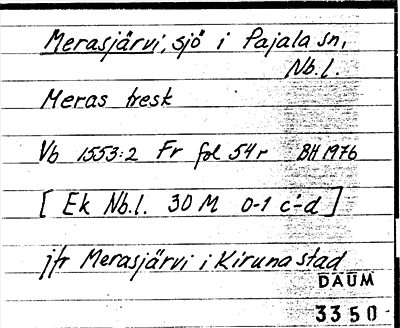 Merasjärvi, sjö i Pajala sn,
Nb.l.
Meras tresk
Vb 1553:2 Fr fol 54r BH 1976
[Ek Nb.l. 30 M 0-1 c-d]
jfr Merasjärvi i Kiruna stad
DAUM
3350